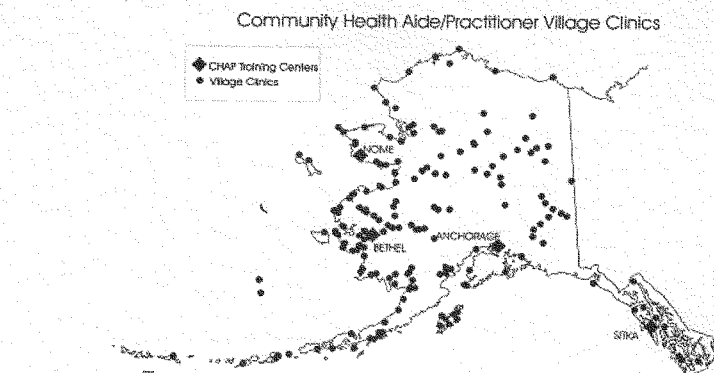 Community Health Aide/Practitioner Village Clinics
CHAP Training Centers
Village Clinics
NOME
BETHEL
ANCHORAGE
SITKA